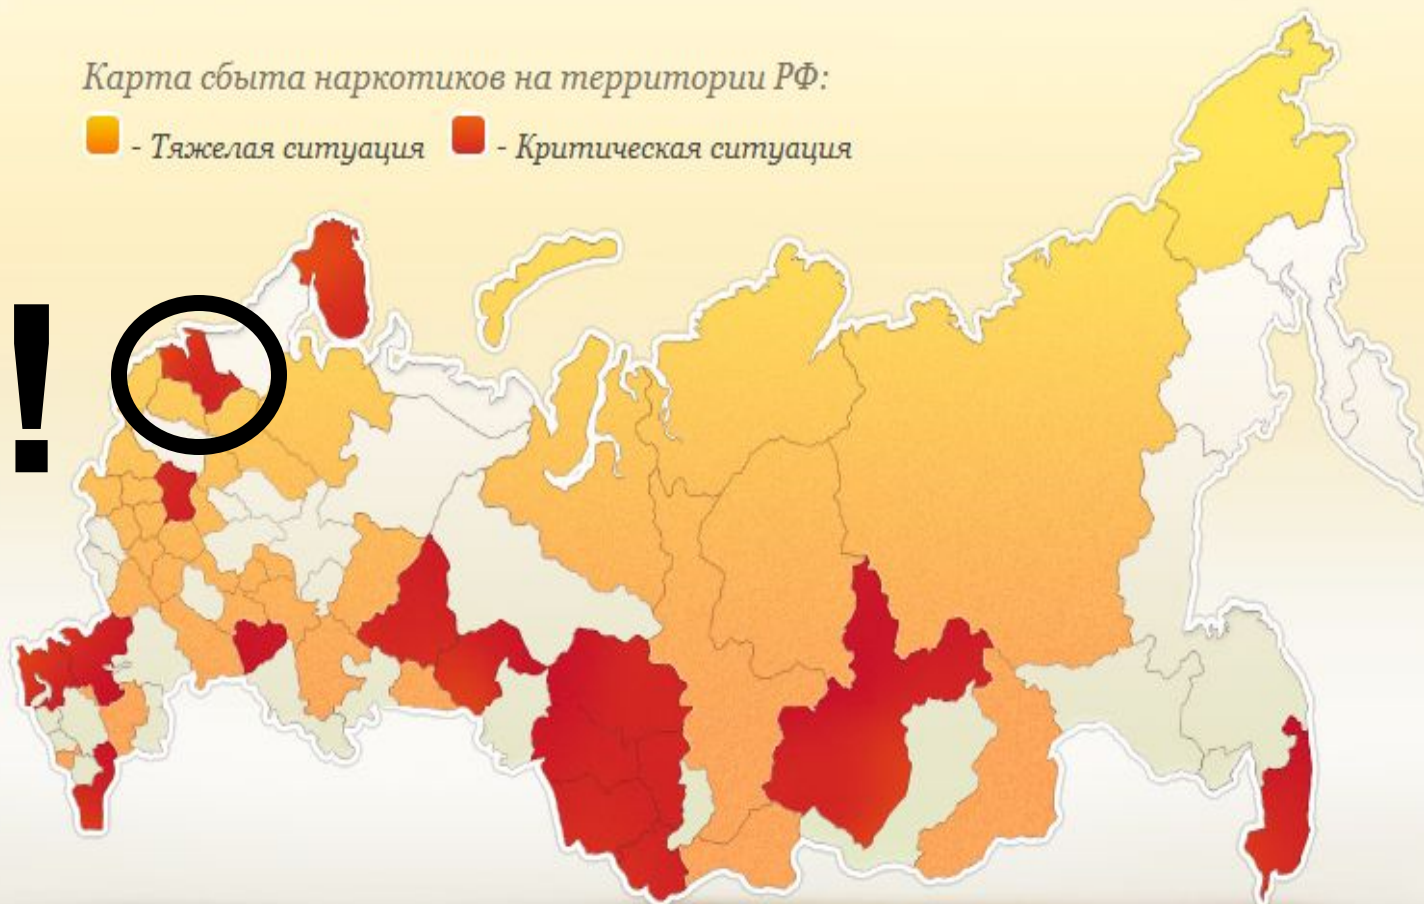 Карта сбыта наркотиков на территории РФ:
- Тяжелая ситуация - Критическая ситуация
!